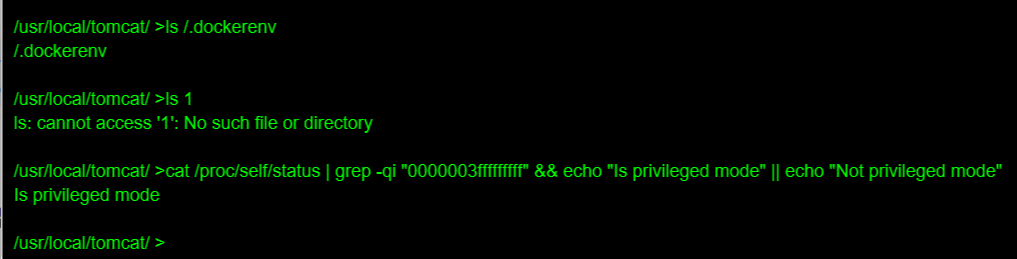 /usr/local/tomcat/ >ls /.dockerenv
/.dockerenv
/usr/local/tomcat/ >ls 1
ls: cannot access '1': No such file or directory
/usr/local/tomcat/ >cat /proc/self/status | grep -qi "0000003fffffffff" && echo "Is privileged mode" || echo "Not privileged mode"
Is privileged mode
/usr/local/tomcat/ >